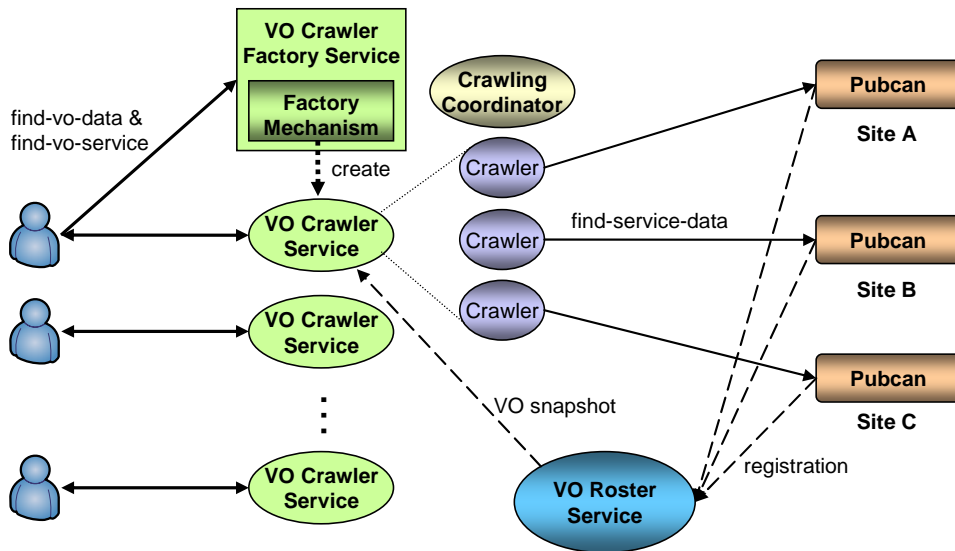 VO Crawler
Factory Service
Factory
Mechanism
find-vo-data &
find-vo-service
create
Crawling
Coordinator
Crawler
Crawler
Crawler
find-service-data
Pubcan
Site A
Pubcan
Site B
Pubcan
Site C
VO Crawler
Service
VO Crawler
Service
VO Crawler
Service
VO snapshot
registration
VO Roster
Service